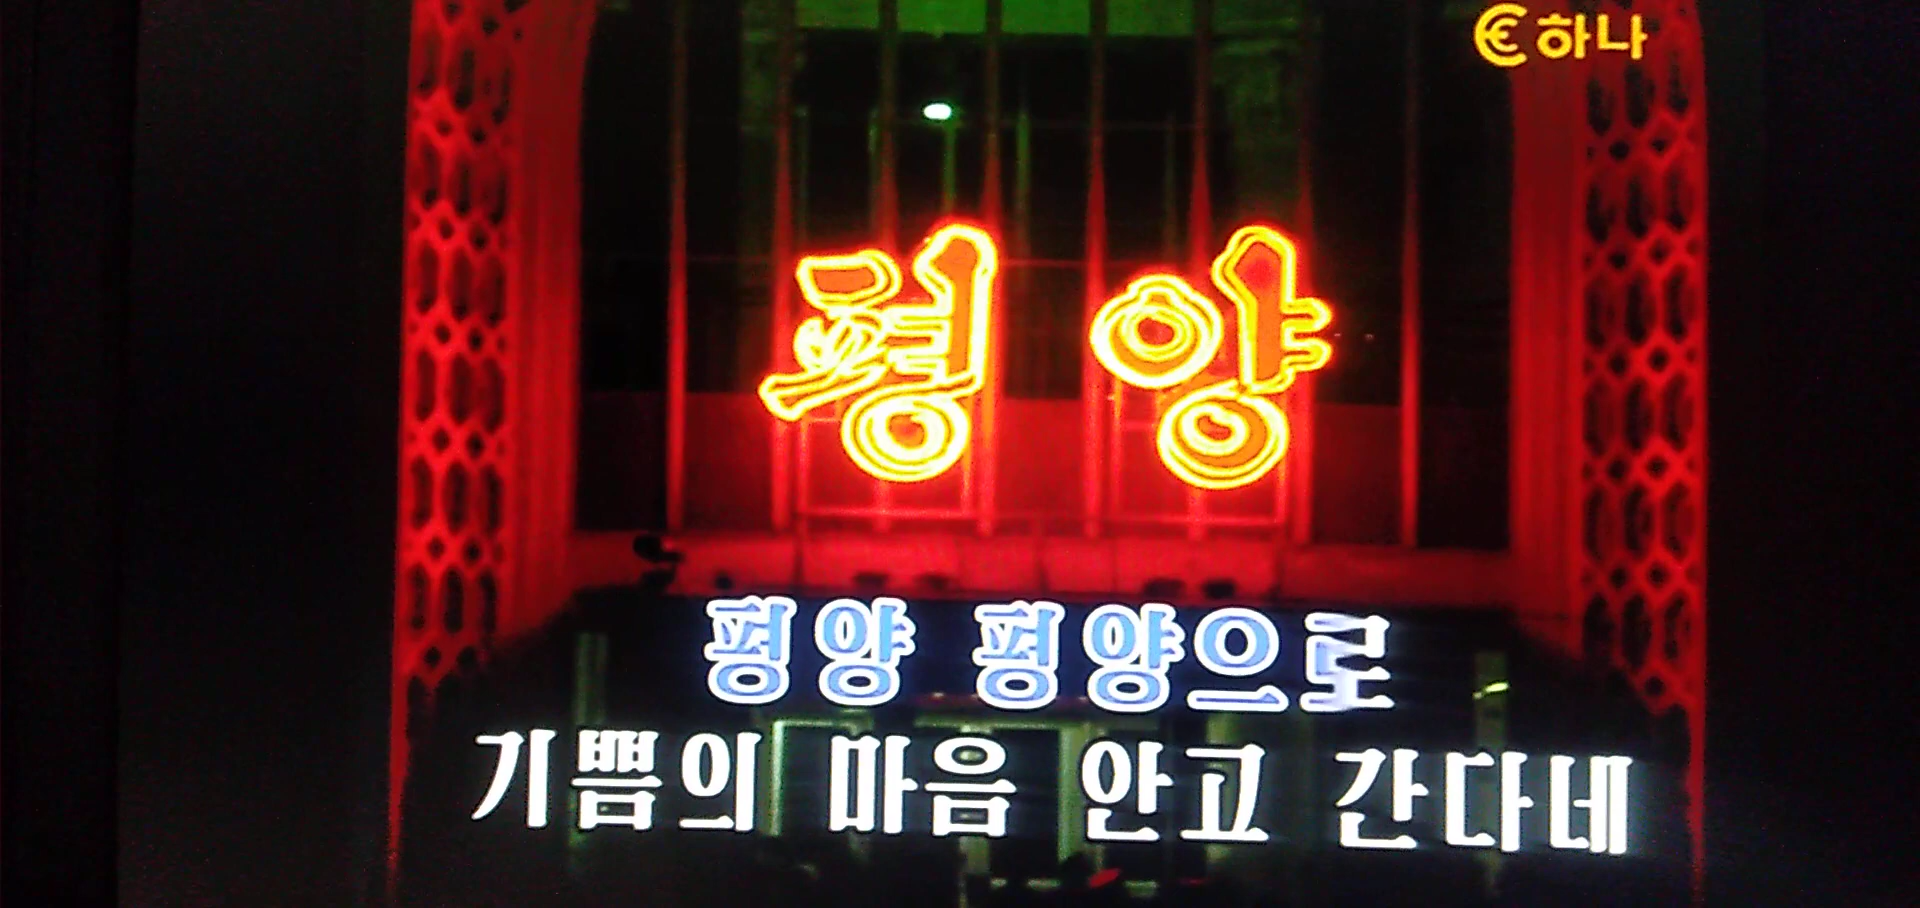 하나
평양
평양 평양으로
기쁨의 마음 안고 간다네